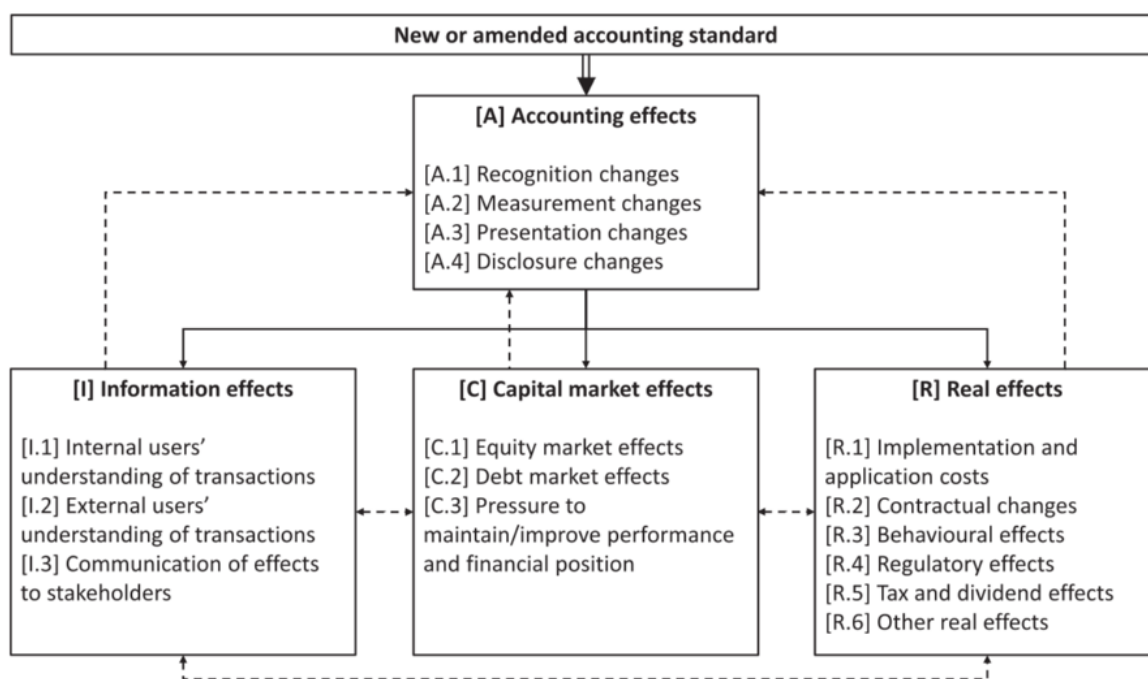 New or amended accounting standard
[A] Accounting effects
[A.1] Recognition changes
[A.2] Measurement changes
[A.3] Presentation changes
[A.4] Disclosure changes
[I] Information effects
[I.1] Internal users’
understanding of transactions
[I.2] External users’
understanding of transactions
[I.3] Communication of effects
to stakeholders
[C] Capital market effects
[C.1] Equity market effects
[C.2] Debt market effects
[C.3] Pressure to
maintain/improve performance
and financial position
[R] Real effects
[R.1] Implementation and
application costs
[R.2] Contractual changes
[R.3] Behavioural effects
[R.4] Regulatory effects
[R.5] Tax and dividend effects
[R.6] Other real effects